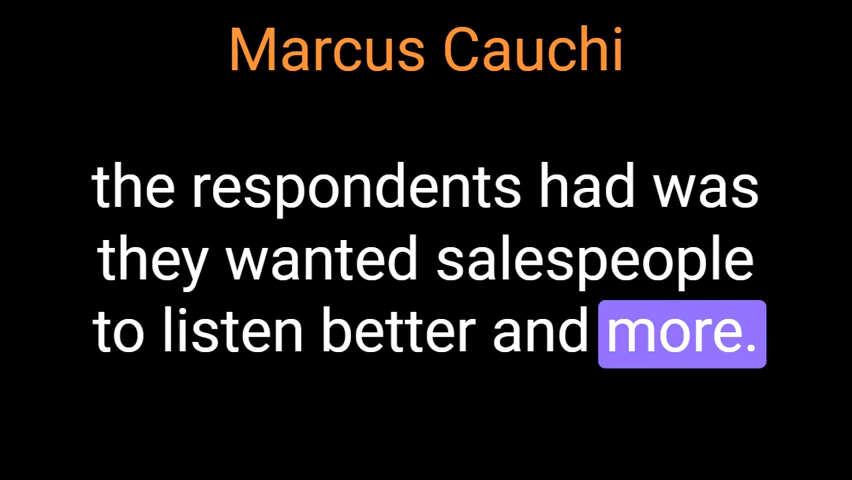 Marcus Cauchi
the respondents had was
they wanted salespeople
to listen better and more.